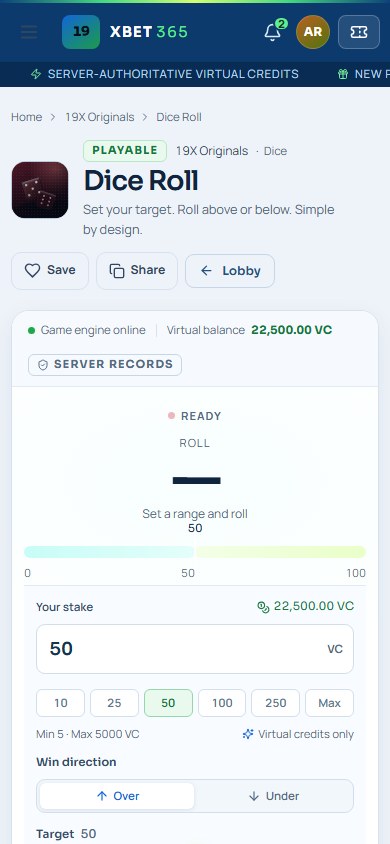 19 XBET 365 2 AR
SERVER-AUTHORITATIVE VIRTUAL CREDITS NEW
Home > 19X Originals > Dice Roll
PLAYABLE 19X Originals · Dice
Dice Roll
Set your target. Roll above or below. Simple
by design.
Save Share Lobby
Game engine online Virtual balance 22,500.00 VC
SERVER RECORDS
READY
ROLL
Set a range and roll
50
0 50 100
Your stake 22,500.00 VC
50 VC
10 25 50 100 250 Max
Min 5 · Max 5000 VC Virtual credits only
Win direction
Over Under
Target 50